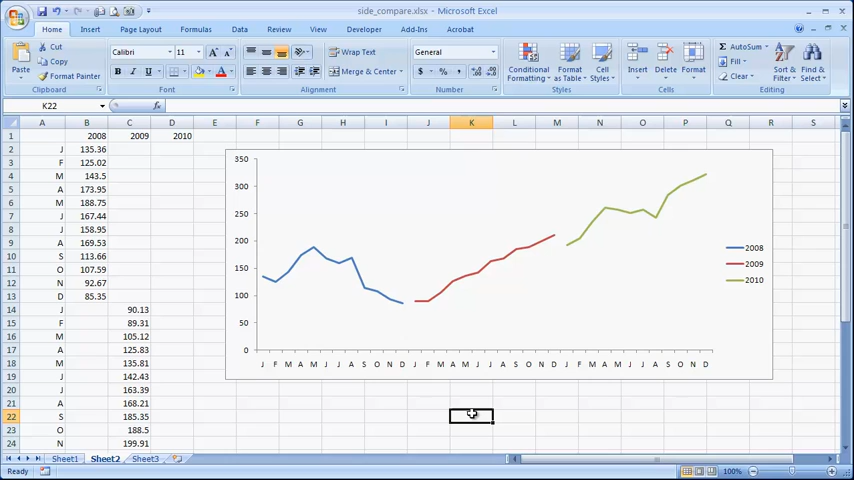 side_compare.xlsx - Microsoft Excel
Home Insert Page Layout Formulas Data Review View Developer Add-Ins Acrobat
Paste
Cut
Copy
Format Painter
Clipboard
Calibri 11
B I U
Font
Wrap Text
Merge & Center
Alignment
General
$ % ,
Number
Conditional Formatting
Format as Table
Cell Styles
Styles
Insert Delete Format
Cells
AutoSum
Fill
Clear
Sort & Filter
Find & Select
Editing
K22 fx
A B C D E F G H I J K L M N O P Q R S
1 2008 2009 2010
2 J 135.36
3 F 125.02
4 M 143.5
5 A 173.95
6 M 188.75
7 J 167.44
8 J 158.95
9 A 169.53
10 S 113.66
11 O 107.59
12 N 92.67
13 D 85.35
14 J 90.13
15 F 89.31
16 M 105.12
17 A 125.83
18 M 135.81
19 J 142.43
20 J 163.39
21 A 168.21
22 S 185.35
23 O 188.5
24 N 199.91
350
300
250
200
150
100
50
0
J F M A M J J A S O N D J F M A M J J A S O N D J F M A M J J A S O N D
2008
2009
2010
Sheet1 Sheet2 Sheet3
Ready
100%